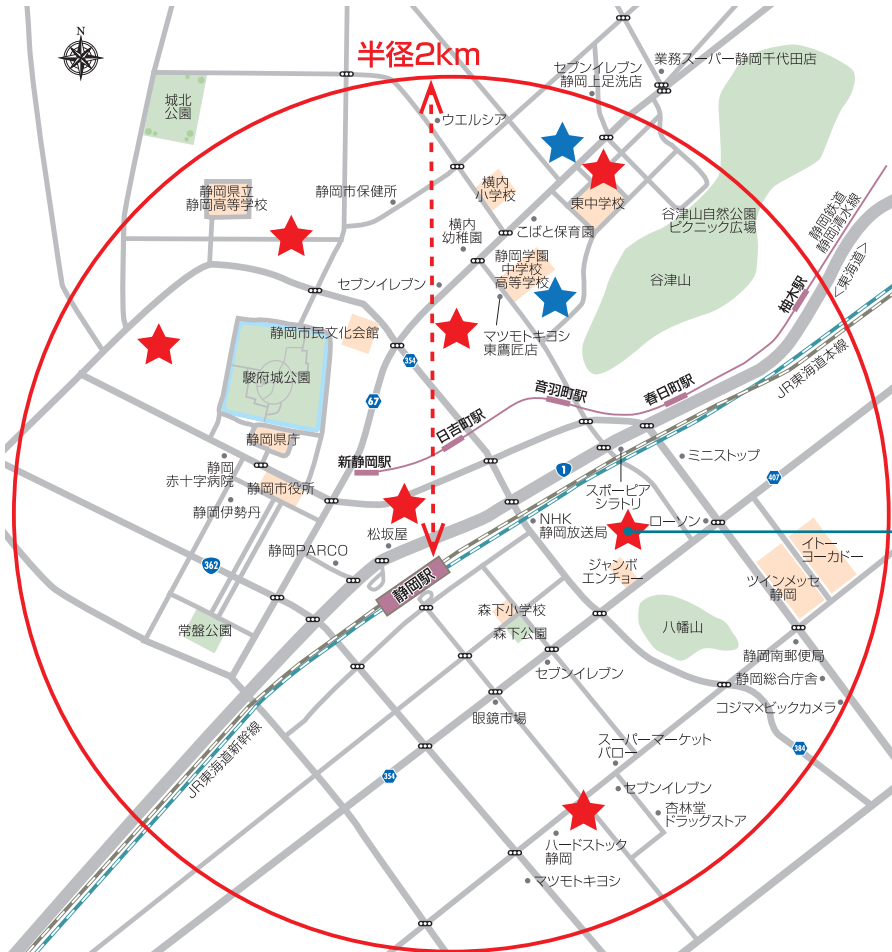 N
半径2km
業務スーパー静岡千代田店
セブンイレブン
静岡上足洗店
城北
公園
ウエルシア
静岡県立
静岡高等学校
静岡市保健所
横内
小学校
東中学校
谷津山自然公園
ピクニック広場
静岡鉄道
静岡清水線
<東海道>
こばと保育園
横内
幼稚園
静岡学園
中学校
高等学校
セブンイレブン
谷津山
柚木駅
マツモトキヨシ
東鷹匠店
静岡市民文化会館
354
JR東海道本線
駿府城公園
67
音羽町駅
春日町駅
日吉町駅
静岡県庁
新静岡駅
静岡
赤十字病院
静岡市役所
静岡伊勢丹
1
ミニストップ
407
スポーピア
シラトリ
松坂屋
NHK
静岡放送局
ローソン
イトー
ヨーカドー
静岡PARCO
362
静岡駅
ジャンボ
エンチョー
ツインメッセ
静岡
森下小学校
森下公園
常盤公園
八幡山
静岡南郵便局
セブンイレブン
静岡総合庁舎
コジマ×ビックカメラ
眼鏡市場
JR東海道新幹線
スーパーマーケット
バロー
384
354
セブンイレブン
杏林堂
ドラッグストア
ハードストック
静岡
マツモトキヨシ